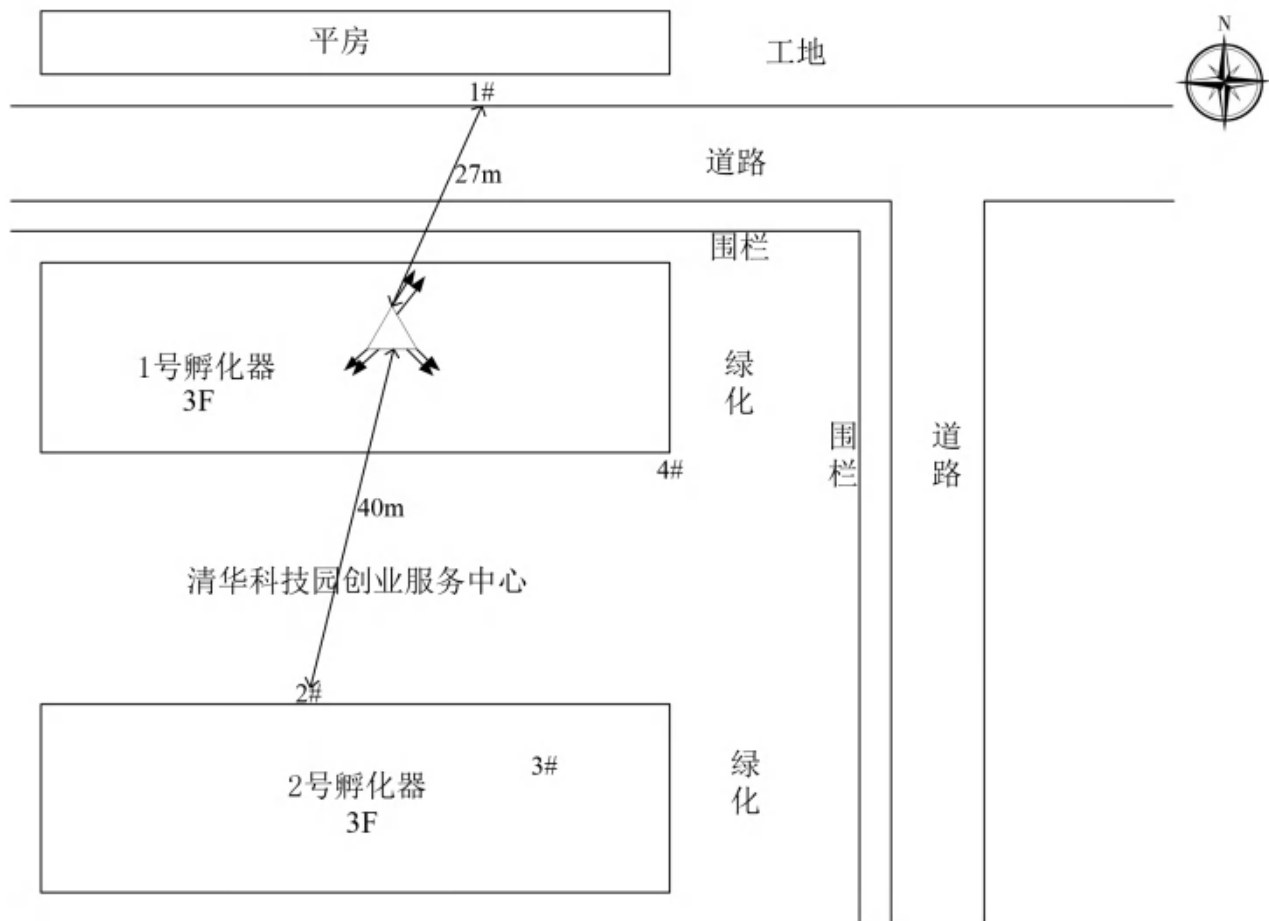 平房
工地
N
1#
道路
27m
围栏
1号孵化器
3F
绿化
围栏
道路
4#
40m
清华科技园创业服务中心
2#
3#
2号孵化器
3F
绿化